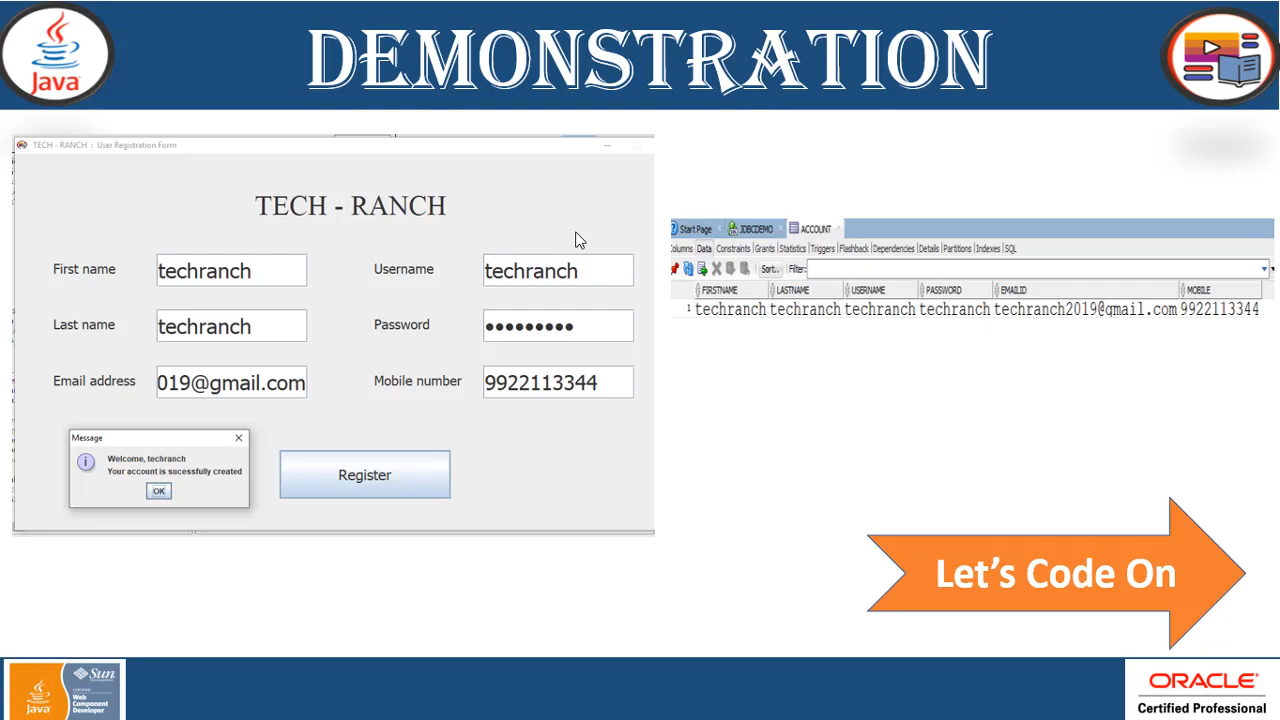 Java
DEMONSTRATION
TECH - RANCH : User Registration Form
TECH - RANCH
First name
techranch
Username
techranch
Last name
techranch
Password
●●●●●●●●●
Email address
019@gmail.com
Mobile number
9922113344
Message
Welcome, techranch
Your account is sucessfully created
OK
Register
Start Page JDBCDEMO ACCOUNT
olumns Data Constraints Grants Statistics Triggers Flashback Dependencies Details Partitions Indexes SQL
Sort.. Filter:
FIRSTNAME LASTNAME USERNAME PASSWORD EMAILID MOBILE
1 techranch techranch techranch techranch techranch2019@gmail.com 9922113344
Let's Code On
Java
Sun
CERTIFIED
Web
Component
Developer
ORACLE
Certified Professional